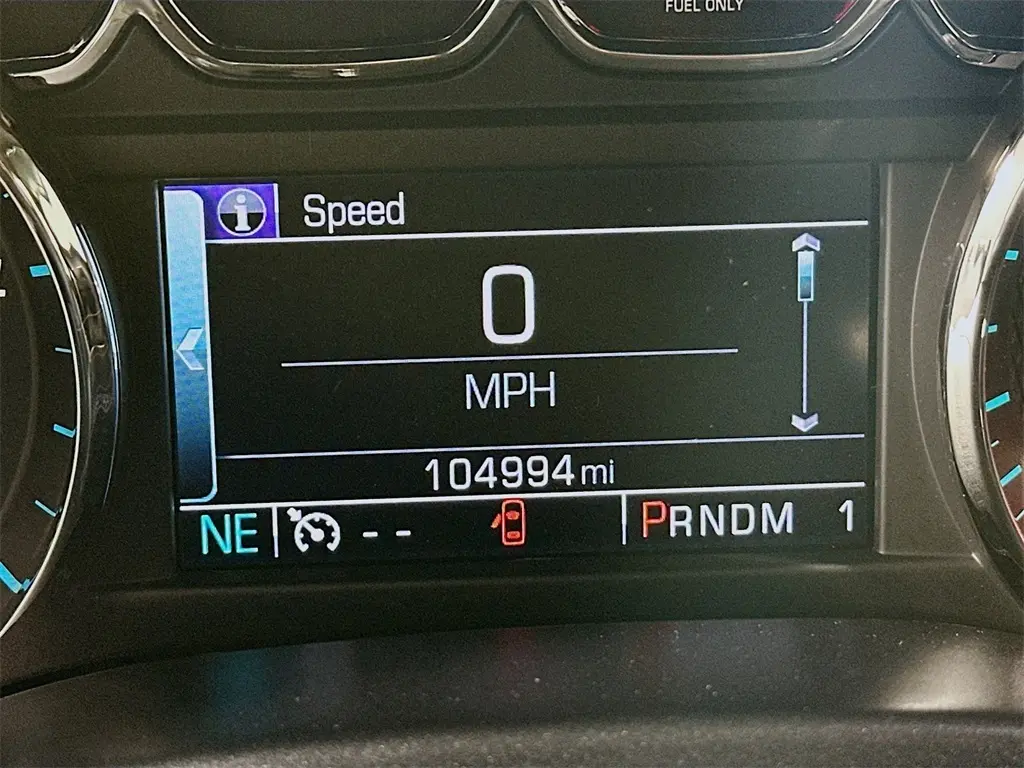 FUEL ONLY
i Speed
0
MPH
104994 mi
NE -- PRNDM 1